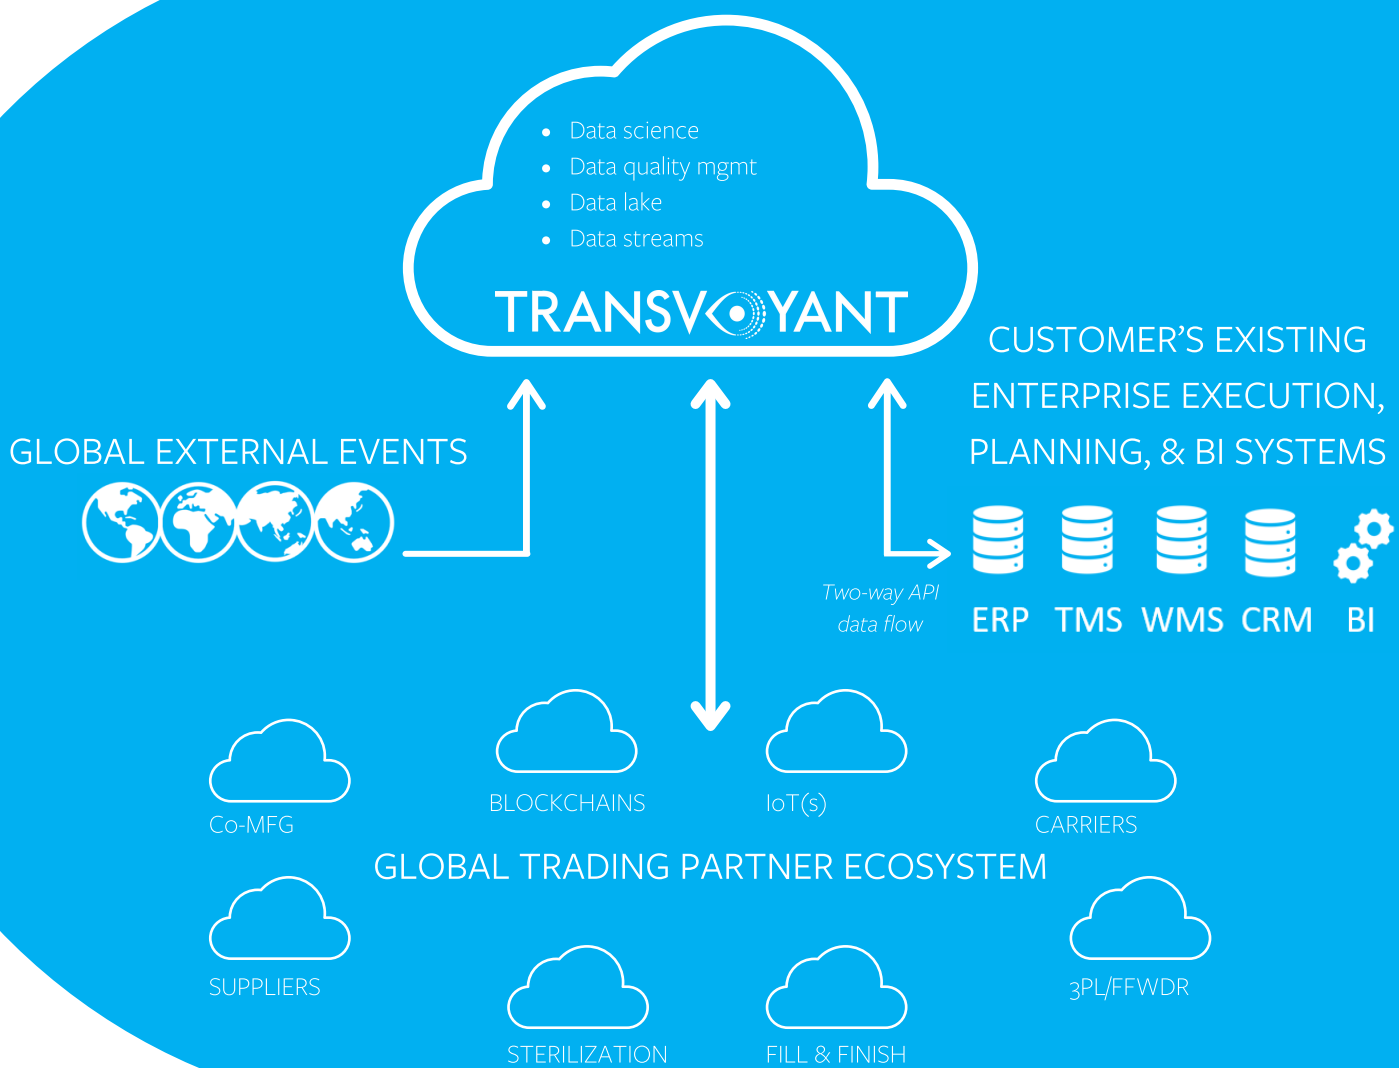 • Data science
• Data quality mgmt
• Data lake
• Data streams
TRANSVOYANT
CUSTOMER’S EXISTING
ENTERPRISE EXECUTION,
PLANNING, & BI SYSTEMS
GLOBAL EXTERNAL EVENTS
Two-way API
data flow
ERP TMS WMS CRM BI
BLOCKCHAINS IoT(s)
Co-MFG CARRIERS
GLOBAL TRADING PARTNER ECOSYSTEM
SUPPLIERS 3PL/FFWDR
STERILIZATION FILL & FINISH